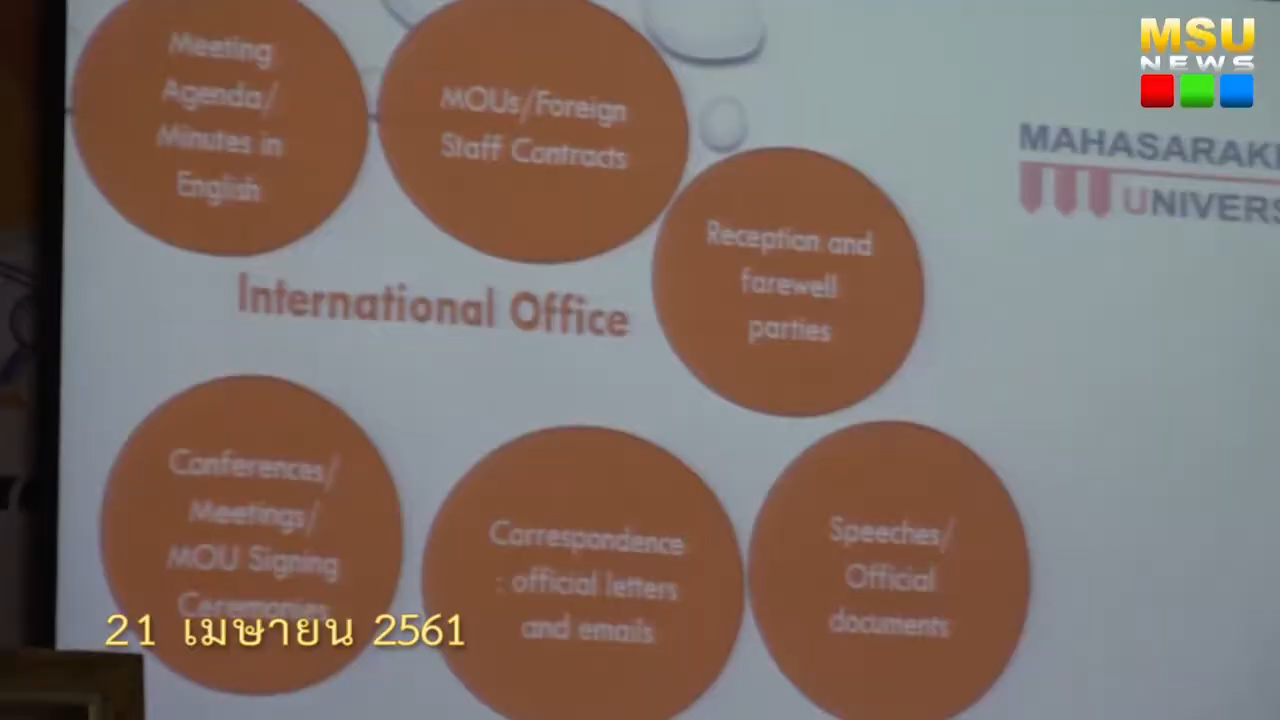 MSU
NEWS
Meeting
Agenda/
Minutes in
English
MOUs/Foreign
Staff Contracts
MAHASARAK
UNIVERS
Reception and
farewell
parties
International Office
Conferences/
Meetings/
MOU Signing
Ceremonies
Correspondence
: official letters
and emails
Speeches/
Official
documents
21 เมษายน 2561